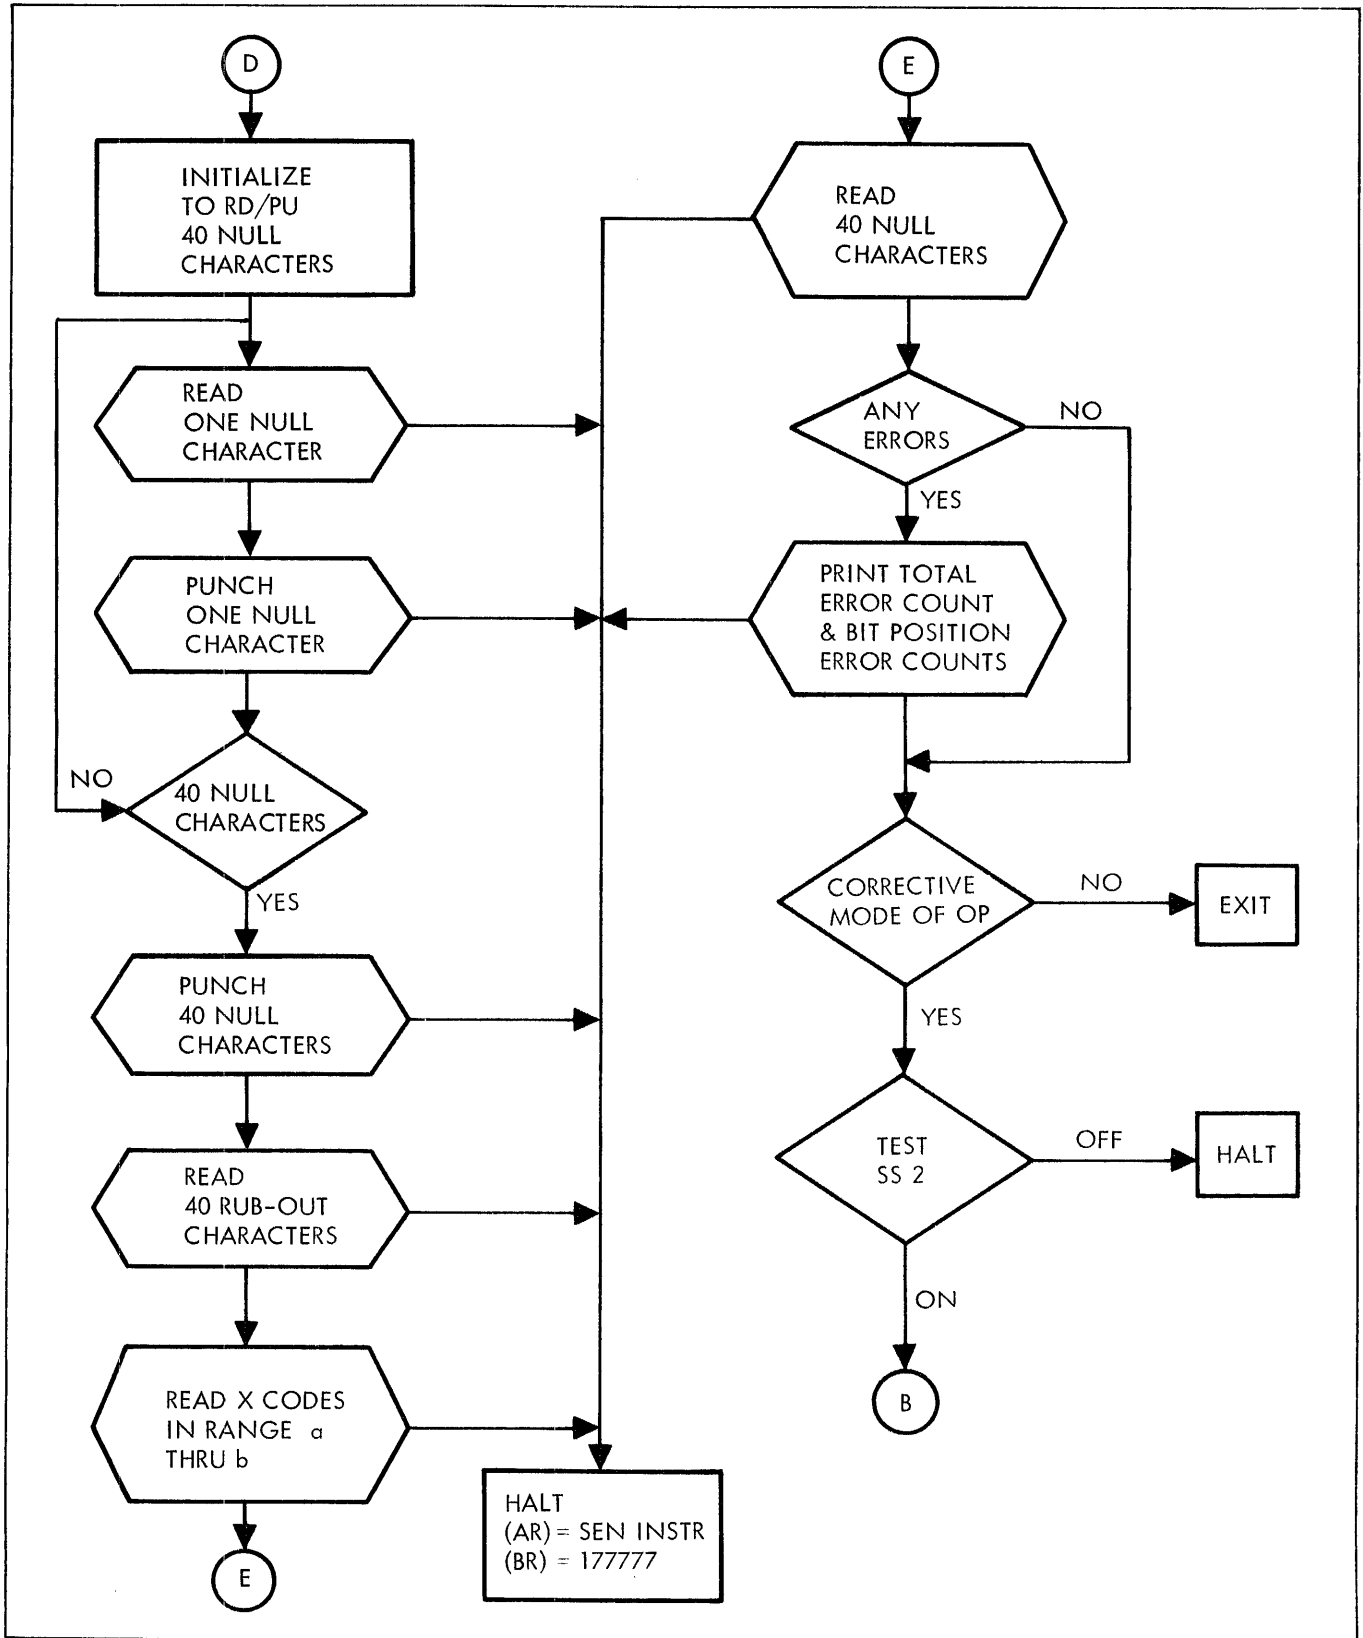 D
INITIALIZE
TO RD/PU
40 NULL
CHARACTERS
READ
ONE NULL
CHARACTER
PUNCH
ONE NULL
CHARACTER
NO
40 NULL
CHARACTERS
YES
PUNCH
40 NULL
CHARACTERS
READ
40 RUB-OUT
CHARACTERS
READ X CODES
IN RANGE a
THRU b
E
HALT
(AR) = SEN INSTR
(BR) = 177777
E
READ
40 NULL
CHARACTERS
ANY
ERRORS
NO
YES
PRINT TOTAL
ERROR COUNT
& BIT POSITION
ERROR COUNTS
CORRECTIVE
MODE OF OP
NO
EXIT
YES
TEST
SS 2
OFF
HALT
ON
B